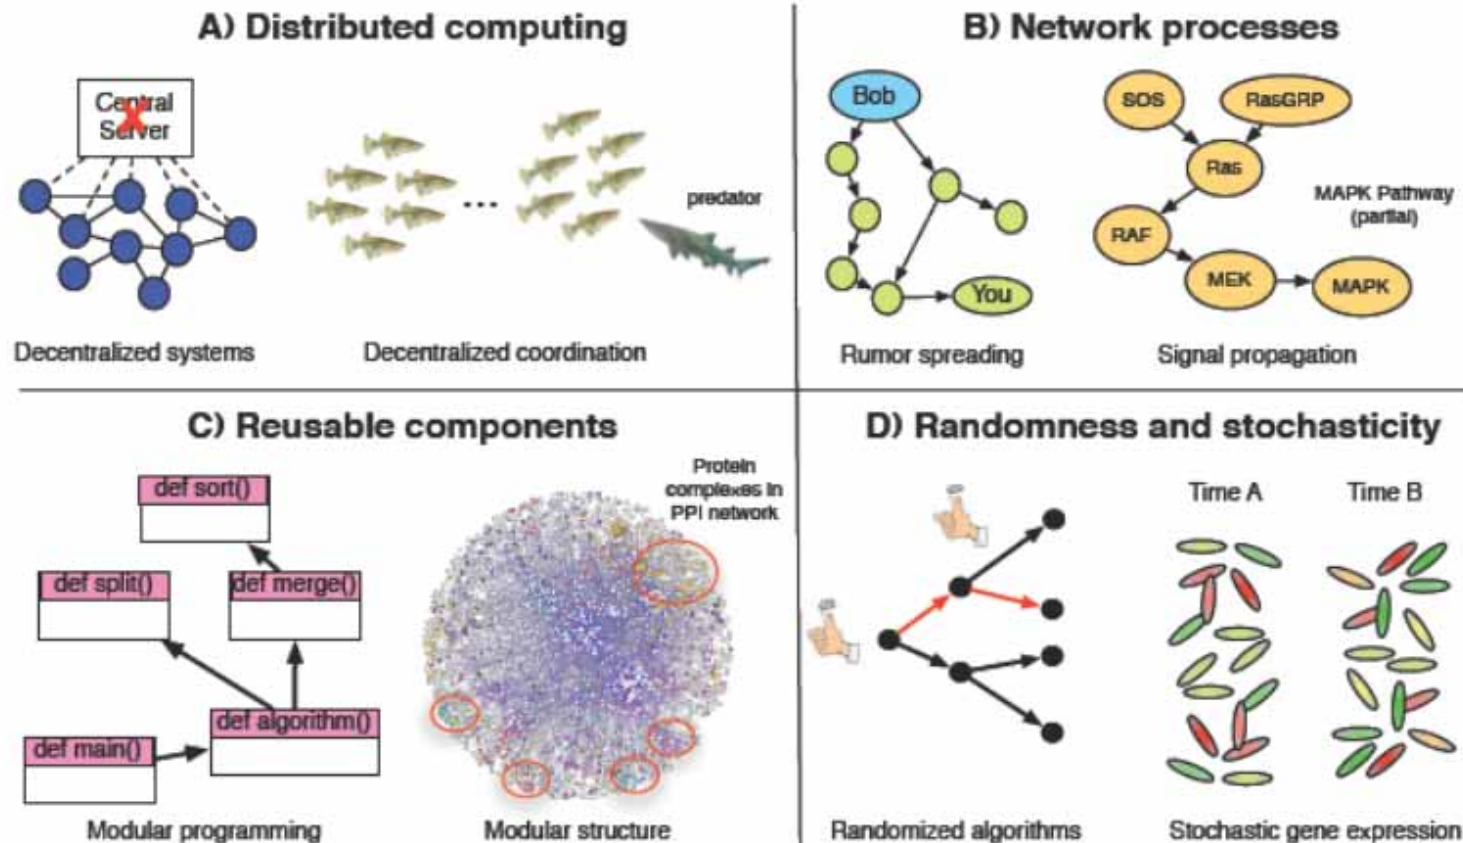 A) Distributed computing
Central
Server
predator
Decentralized systems
Decentralized coordination
B) Network processes
Bob
You
Rumor spreading
SOS
RasGRP
Ras
RAF
MEK
MAPK
MAPK Pathway
(partial)
Signal propagation
C) Reusable components
def sort()
def split()
def merge()
def algorithm()
def main()
Modular programming
Protein
complexes in
PPI network
Modular structure
D) Randomness and stochasticity
Randomized algorithms
Time A
Time B
Stochastic gene expression